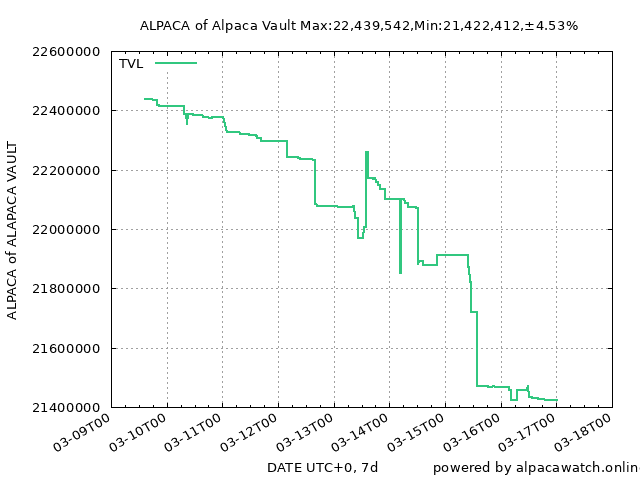 ALPACA of Alpaca Vault Max:22,439,542,Min:21,422,412,±4.53%
TVL
22600000
22400000
22200000
22000000
21800000
21600000
21400000
ALPACA of ALAPACA VAULT
03-09T00
03-10T00
03-11T00
03-12T00
03-13T00
03-14T00
03-15T00
03-16T00
03-17T00
03-18T00
DATE UTC+0, 7d
powered by alpacawatch.onlin